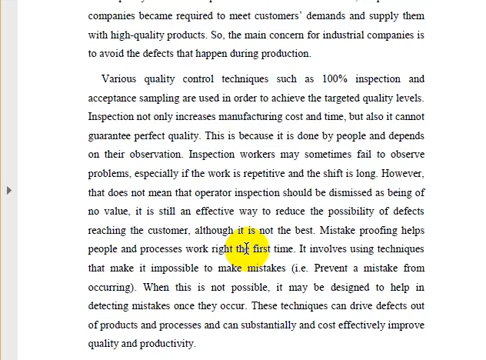 companies became required to meet customers' demands and supply them
with high-quality products. So, the main concern for industrial companies is
to avoid the defects that happen during production.
Various quality control techniques such as 100% inspection and
acceptance sampling are used in order to achieve the targeted quality levels.
Inspection not only increases manufacturing cost and time, but also it cannot
guarantee perfect quality. This is because it is done by people and depends
on their observation. Inspection workers may sometimes fail to observe
problems, especially if the work is repetitive and the shift is long. However,
that does not mean that operator inspection should be dismissed as being of
no value, it is still an effective way to reduce the possibility of defects
reaching the customer, although it is not the best. Mistake proofing helps
people and processes work right the first time. It involves using techniques
that make it impossible to make mistakes (i.e. Prevent a mistake from
occurring). When this is not possible, it may be designed to help in
detecting mistakes once they occur. These techniques can drive defects out
of products and processes and can substantially and cost effectively improve
quality and productivity.